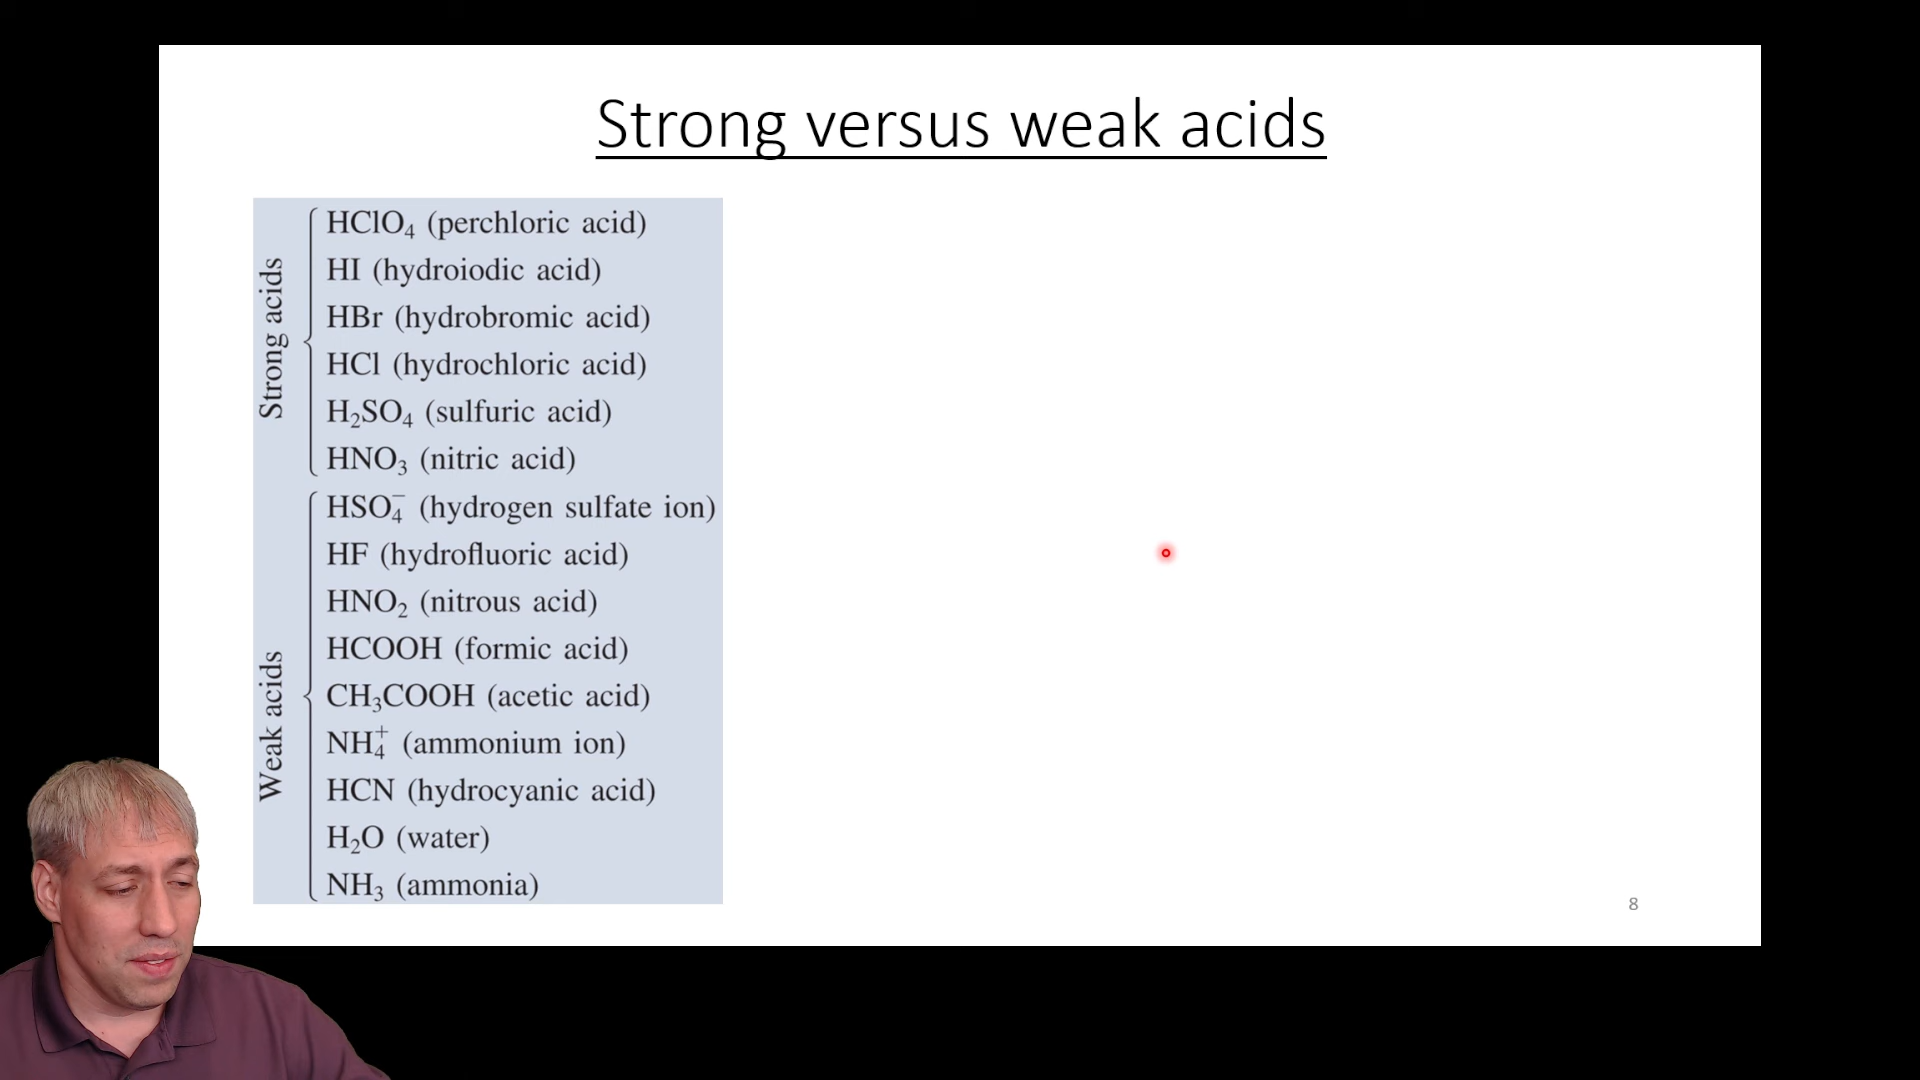 Strong versus weak acids
Strong acids
HClO₄ (perchloric acid)
HI (hydroiodic acid)
HBr (hydrobromic acid)
HCl (hydrochloric acid)
H₂SO₄ (sulfuric acid)
HNO₃ (nitric acid)
Weak acids
HSO₄⁻ (hydrogen sulfate ion)
HF (hydrofluoric acid)
HNO₂ (nitrous acid)
HCOOH (formic acid)
CH₃COOH (acetic acid)
NH₄⁺ (ammonium ion)
HCN (hydrocyanic acid)
H₂O (water)
NH₃ (ammonia)
8